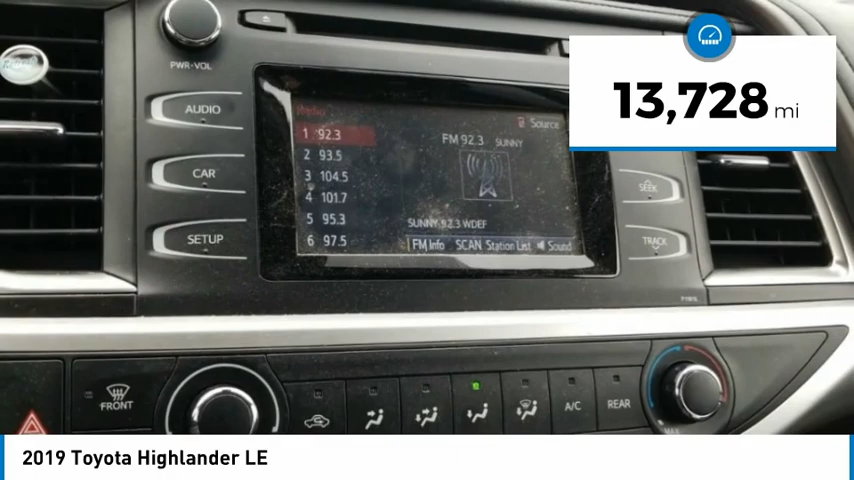 13,728 mi
PWR·VOL
AUDIO
CAR
SETUP
Radio
Source
1 92.3
2 93.5
3 104.5
4 101.7
5 95.3
6 97.5
FM 92.3 SUNNY
SUNNY 92.3 WDEF
FM Info SCAN Station List Sound
SEEK
TRACK
FRONT
A/C
REAR
MAX
2019 Toyota Highlander LE